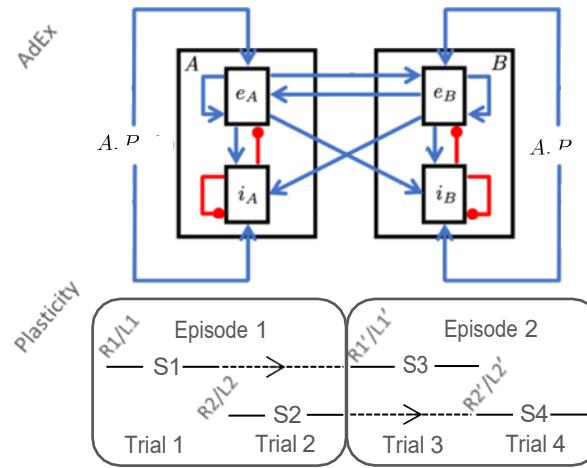 AdEx
A
B
e_A
e_B
A. P
A. P
i_A
i_B
Plasticity
Episode 1
Episode 2
R1/L1
R1'/L1'
S1
S3
R2/L2
R2'/L2'
S2
S4
Trial 1
Trial 2
Trial 3
Trial 4